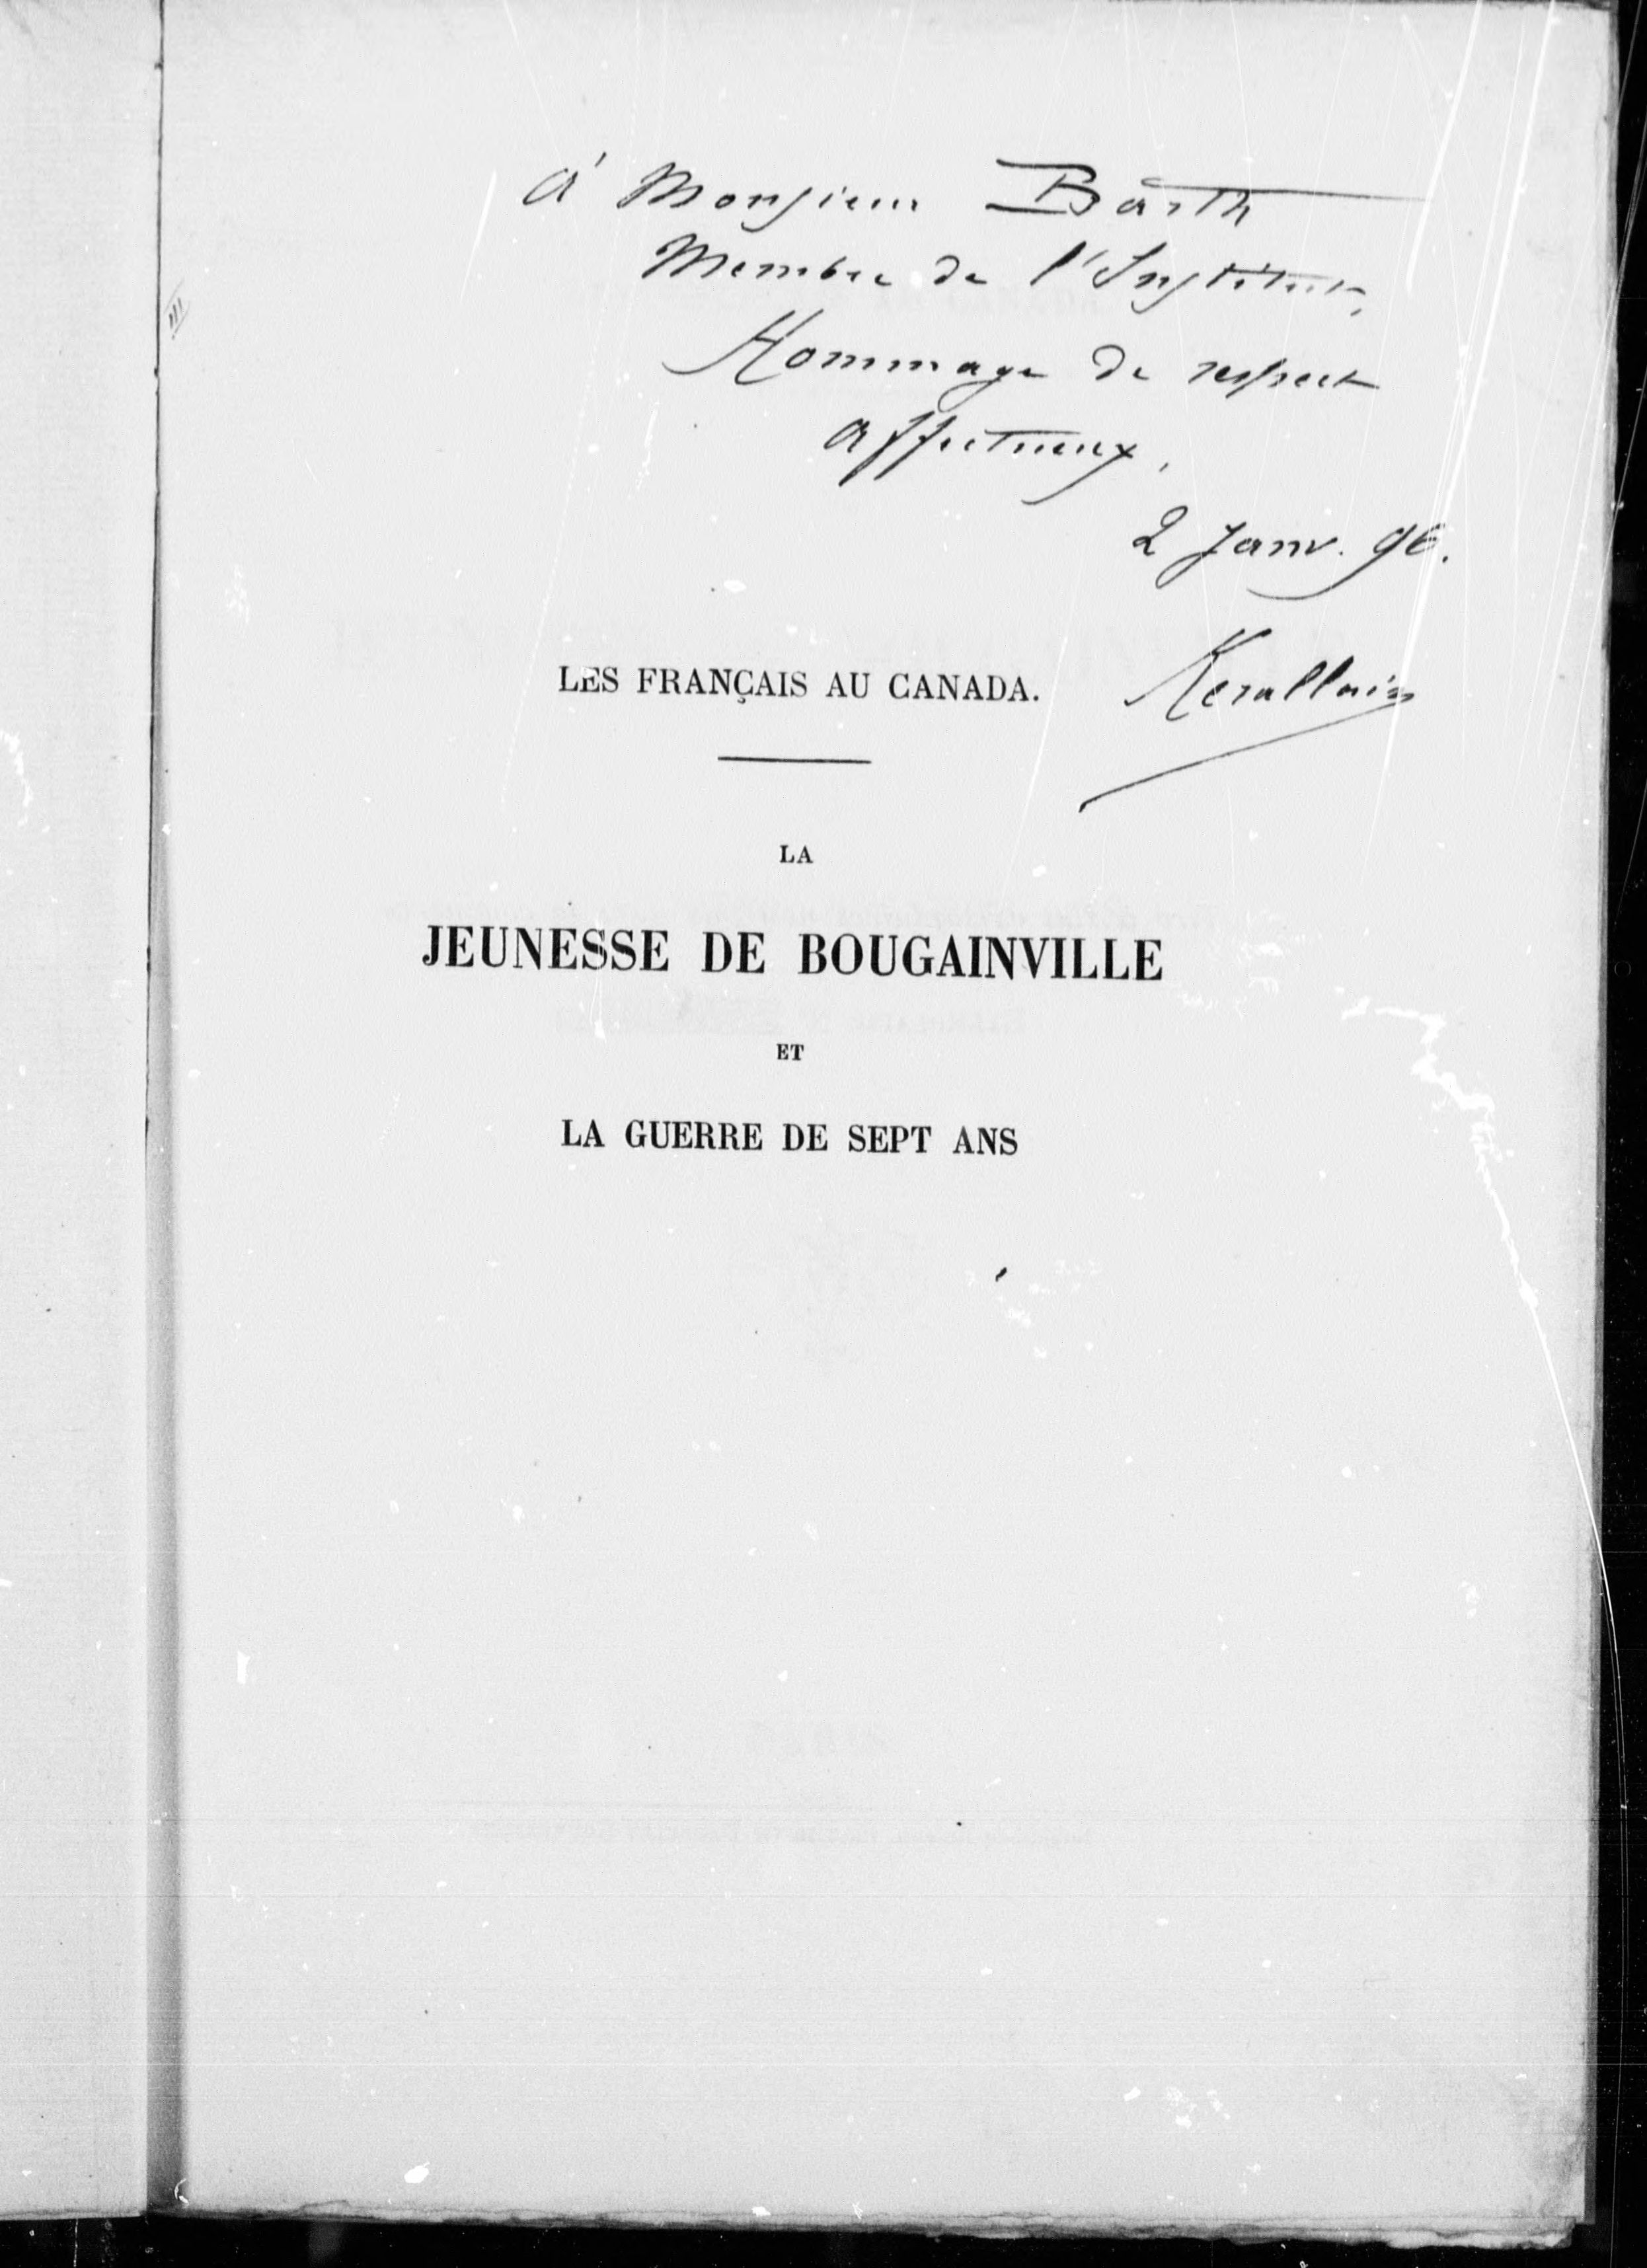 à Monsieur Barth
Membre de l'Institut,
Hommage de respect
affectueux,
2 Janv. 96.
Kerallain
LES FRANÇAIS AU CANADA.
LA
JEUNESSE DE BOUGAINVILLE
ET
LA GUERRE DE SEPT ANS